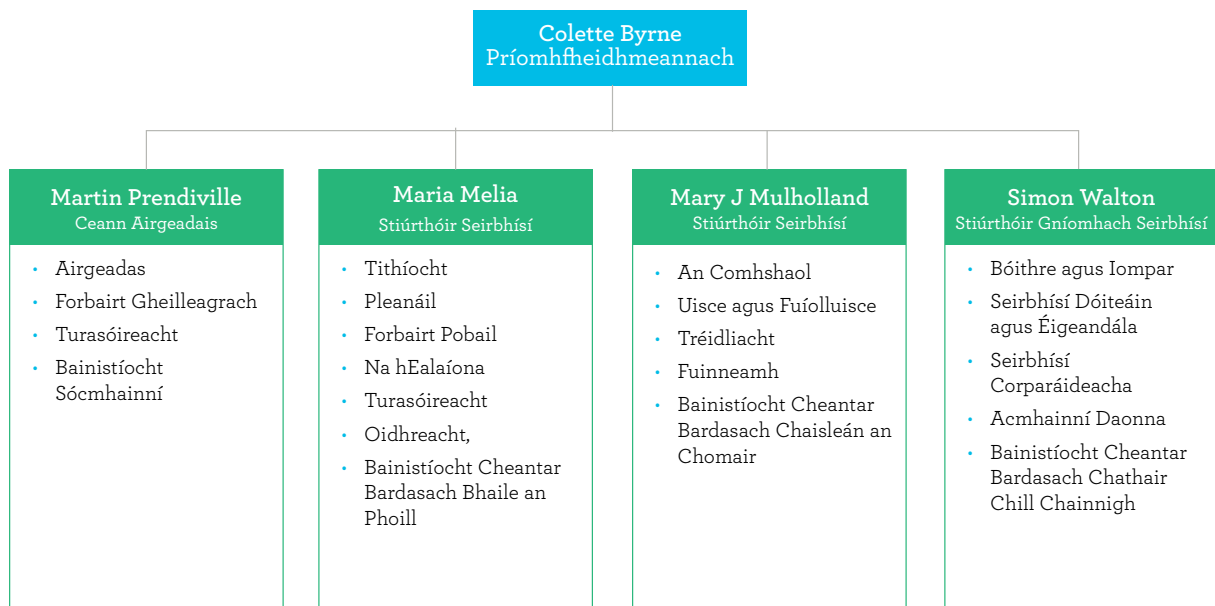 Colette Byrne
Príomhfheidhmeannach
Martin Prendiville
Ceann Airgeadais
• Airgeadas
• Forbairt Gheilleagrach
• Turasóireacht
• Bainistíocht
Sócmhainní
Maria Melia
Stiúrthóir Seirbhísí
• Tithíocht
• Pleanáil
• Forbairt Pobail
• Na hEalaíona
• Turasóireacht
• Oidhreacht,
• Bainistíocht Cheantar
Bardasach Bhaile an
Phoill
Mary J Mulholland
Stiúrthóir Seirbhísí
• An Comhshaol
• Uisce agus Fuíolluisce
• Tréidliacht
• Fuinneamh
• Bainistíocht Cheantar
Bardasach Chaisleán an
Chomair
Simon Walton
Stiúrthóir Gníomhach Seirbhísí
• Bóithre agus Iompar
• Seirbhísí Dóiteáin
agus Éigeandála
• Seirbhísí
Corparáideacha
• Acmhainní Daonna
• Bainistíocht Cheantar
Bardasach Chathair
Chill Chainnigh